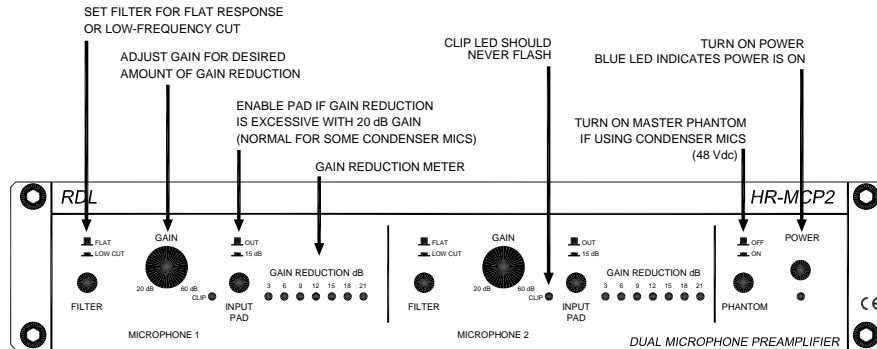 SET FILTER FOR FLAT RESPONSE
OR LOW-FREQUENCY CUT
ADJUST GAIN FOR DESIRED
AMOUNT OF GAIN REDUCTION
ENABLE PAD IF GAIN REDUCTION
IS EXCESSIVE WITH 20 dB GAIN
(NORMAL FOR SOME CONDENSER MICS)
GAIN REDUCTION METER
CLIP LED SHOULD
NEVER FLASH
TURN ON POWER
BLUE LED INDICATES POWER IS ON
TURN ON MASTER PHANTOM
IF USING CONDENSER MICS
(48 Vdc)
RDL
HR-MCP2
FLAT
LOW CUT
FILTER
GAIN
20 dB
60 dB
CLIP
OUT
15 dB
INPUT
PAD
GAIN REDUCTION dB
3 6 9 12 15 18 21
MICROPHONE 1
FLAT
LOW CUT
FILTER
GAIN
20 dB
60 dB
CLIP
OUT
15 dB
INPUT
PAD
GAIN REDUCTION dB
3 6 9 12 15 18 21
MICROPHONE 2
OFF
ON
PHANTOM
POWER
CE
DUAL MICROPHONE PREAMPLIFIER